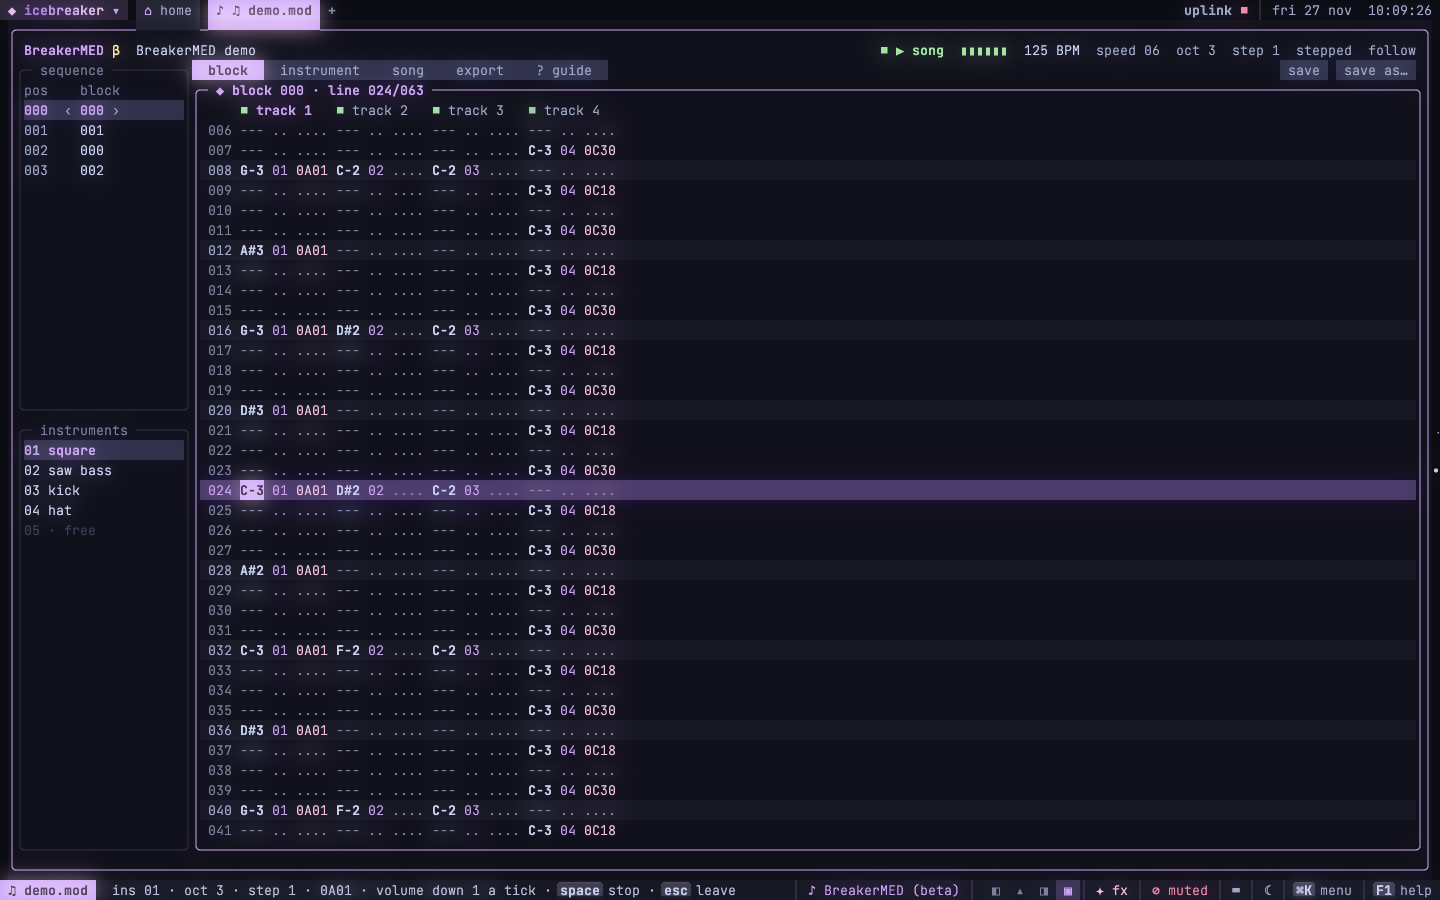 ◆ icebreaker ▾ ⌂ home ♪ ♫ demo.mod + uplink ■ fri 27 nov 10:09:26
BreakerMED β BreakerMED demo ■ ▶ song ▮▮▮▮▮▮ 125 BPM speed 06 oct 3 step 1 stepped follow
block instrument song export ? guide save save as…
sequence
pos block
000 ‹ 000 ›
001 001
002 000
003 002
instruments
01 square
02 saw bass
03 kick
04 hat
05 · free
◆ block 000 · line 024/063
■ track 1 ■ track 2 ■ track 3 ■ track 4
006 --- .. .... --- .. .... --- .. .... --- .. ....
007 --- .. .... --- .. .... --- .. .... C-3 04 0C30
008 G-3 01 0A01 C-2 02 .... C-2 03 .... --- .. ....
009 --- .. .... --- .. .... --- .. .... C-3 04 0C18
010 --- .. .... --- .. .... --- .. .... --- .. ....
011 --- .. .... --- .. .... --- .. .... C-3 04 0C30
012 A#3 01 0A01 --- .. .... --- .. .... --- .. ....
013 --- .. .... --- .. .... --- .. .... C-3 04 0C18
014 --- .. .... --- .. .... --- .. .... --- .. ....
015 --- .. .... --- .. .... --- .. .... C-3 04 0C30
016 G-3 01 0A01 D#2 02 .... C-2 03 .... --- .. ....
017 --- .. .... --- .. .... --- .. .... C-3 04 0C18
018 --- .. .... --- .. .... --- .. .... --- .. ....
019 --- .. .... --- .. .... --- .. .... C-3 04 0C30
020 D#3 01 0A01 --- .. .... --- .. .... --- .. ....
021 --- .. .... --- .. .... --- .. .... C-3 04 0C18
022 --- .. .... --- .. .... --- .. .... --- .. ....
023 --- .. .... --- .. .... --- .. .... C-3 04 0C30
024 C-3 01 0A01 D#2 02 .... C-2 03 .... --- .. ....
025 --- .. .... --- .. .... --- .. .... C-3 04 0C18
026 --- .. .... --- .. .... --- .. .... --- .. ....
027 --- .. .... --- .. .... --- .. .... C-3 04 0C30
028 A#2 01 0A01 --- .. .... --- .. .... --- .. ....
029 --- .. .... --- .. .... --- .. .... C-3 04 0C18
030 --- .. .... --- .. .... --- .. .... --- .. ....
031 --- .. .... --- .. .... --- .. .... C-3 04 0C30
032 C-3 01 0A01 F-2 02 .... C-2 03 .... --- .. ....
033 --- .. .... --- .. .... --- .. .... C-3 04 0C18
034 --- .. .... --- .. .... --- .. .... --- .. ....
035 --- .. .... --- .. .... --- .. .... C-3 04 0C30
036 D#3 01 0A01 --- .. .... --- .. .... --- .. ....
037 --- .. .... --- .. .... --- .. .... C-3 04 0C18
038 --- .. .... --- .. .... --- .. .... --- .. ....
039 --- .. .... --- .. .... --- .. .... C-3 04 0C30
040 G-3 01 0A01 F-2 02 .... C-2 03 .... --- .. ....
041 --- .. .... --- .. .... --- .. .... C-3 04 0C18
♫ demo.mod ins 01 · oct 3 · step 1 · 0A01 · volume down 1 a tick · space stop · esc leave ♪ BreakerMED (beta) ◧ ▴ ◨ ▣ ✦ fx ⊘ muted ☾ ⌘K menu F1 help